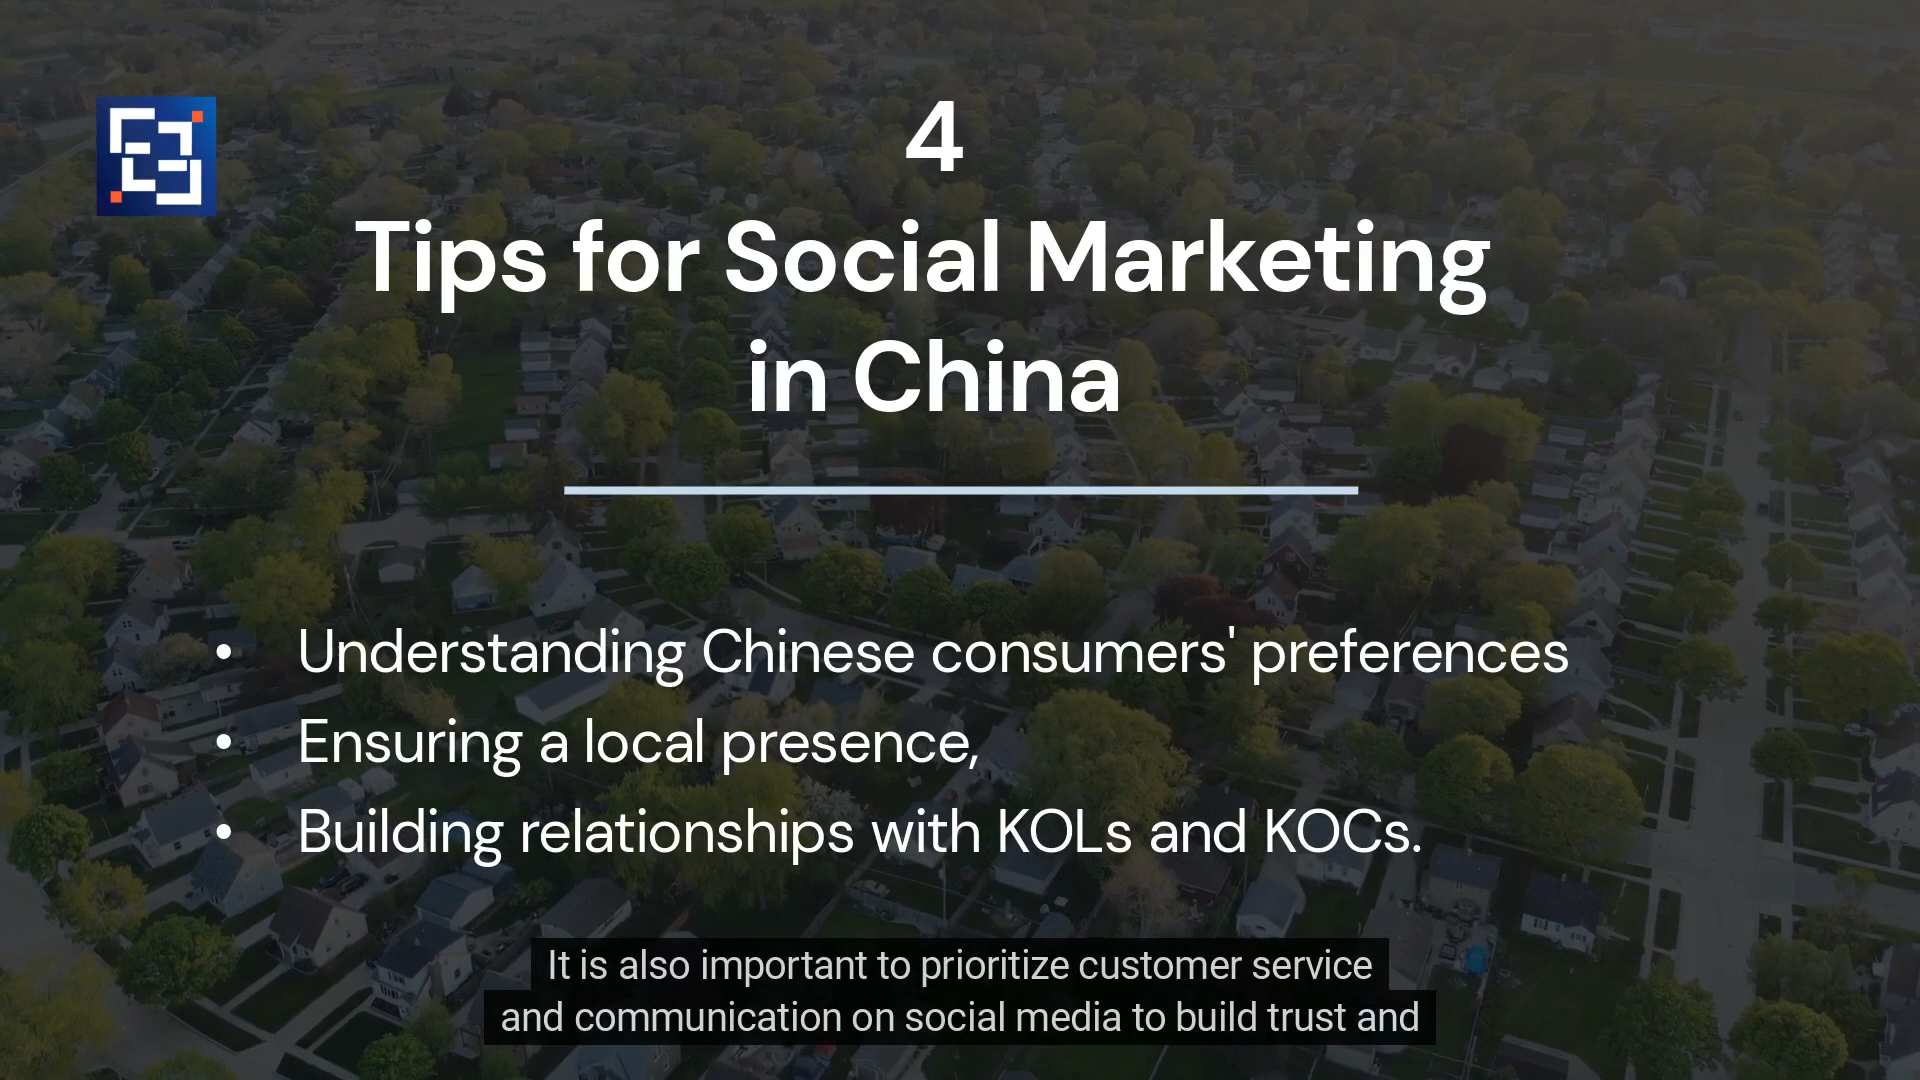 4
Tips for Social Marketing
in China
• Understanding Chinese consumers' preferences
• Ensuring a local presence,
• Building relationships with KOLs and KOCs.
It is also important to prioritize customer service
and communication on social media to build trust and